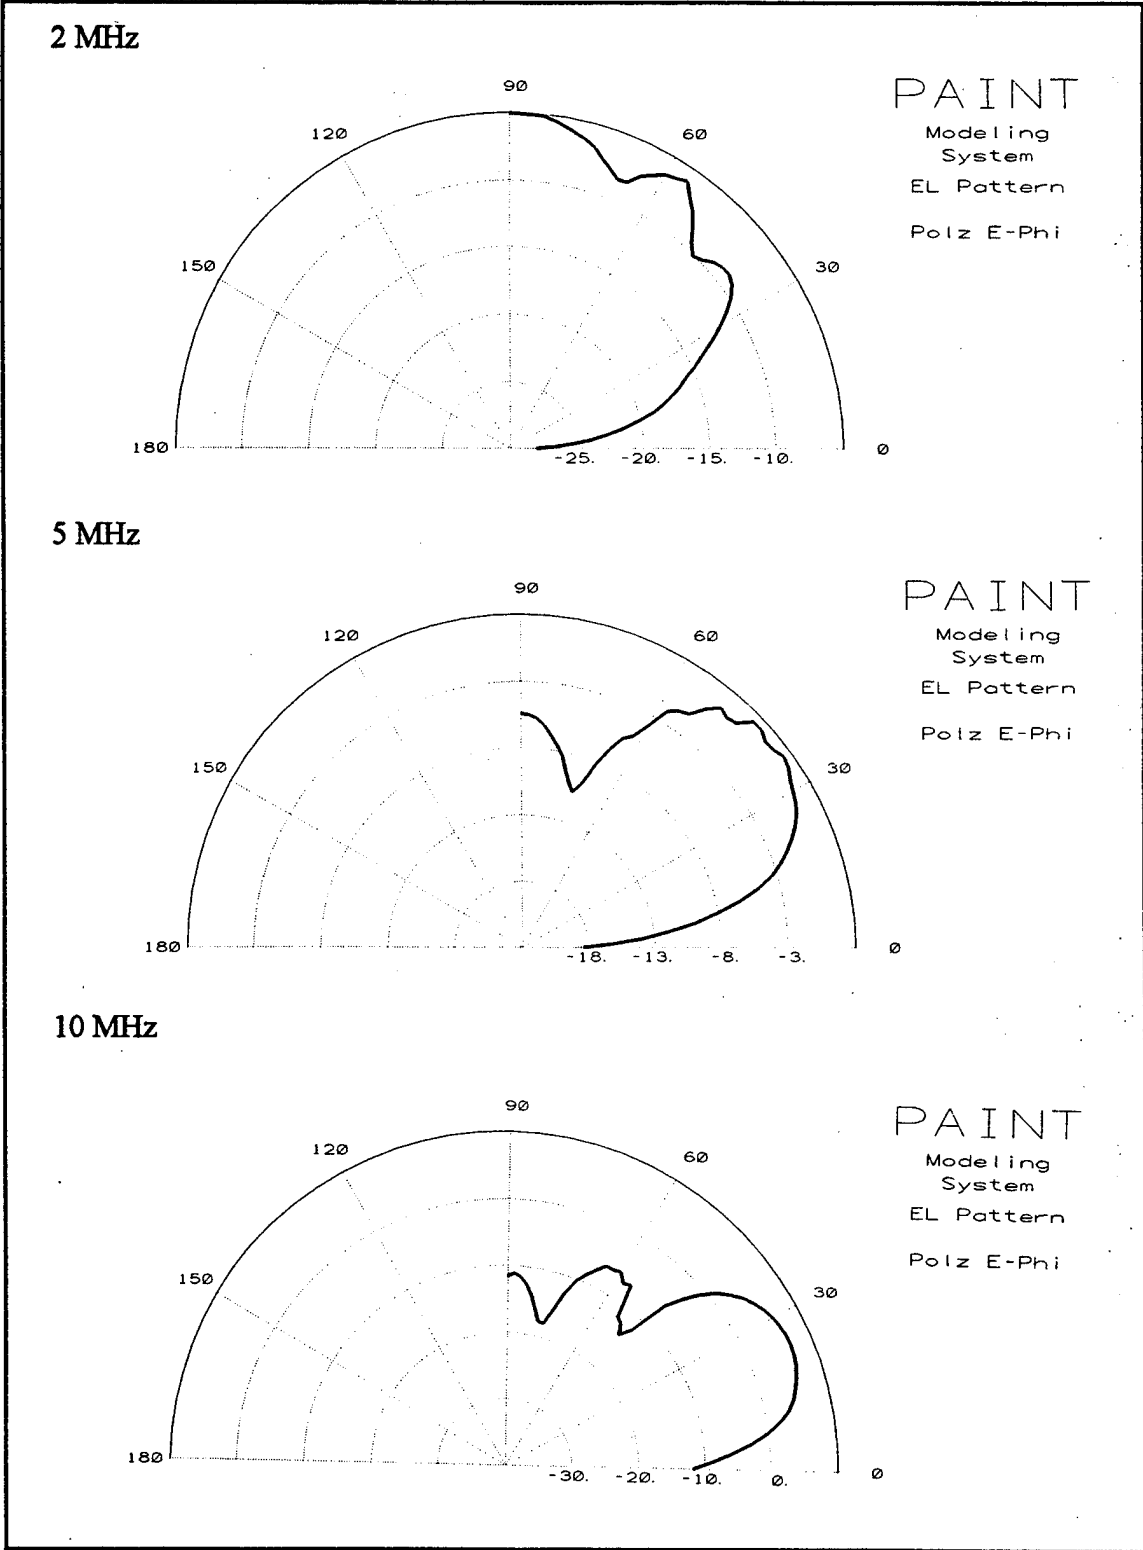 2 MHz
90
120
60
150
30
180
-25. -20. -15. -10.
0
PAINT
Modeling
System
EL Pattern
Polz E-Phi
5 MHz
90
120
60
150
30
180
-18. -13. -8. -3.
0
PAINT
Modeling
System
EL Pattern
Polz E-Phi
10 MHz
90
120
60
150
30
180
-30. -20. -10. 0.
0
PAINT
Modeling
System
EL Pattern
Polz E-Phi